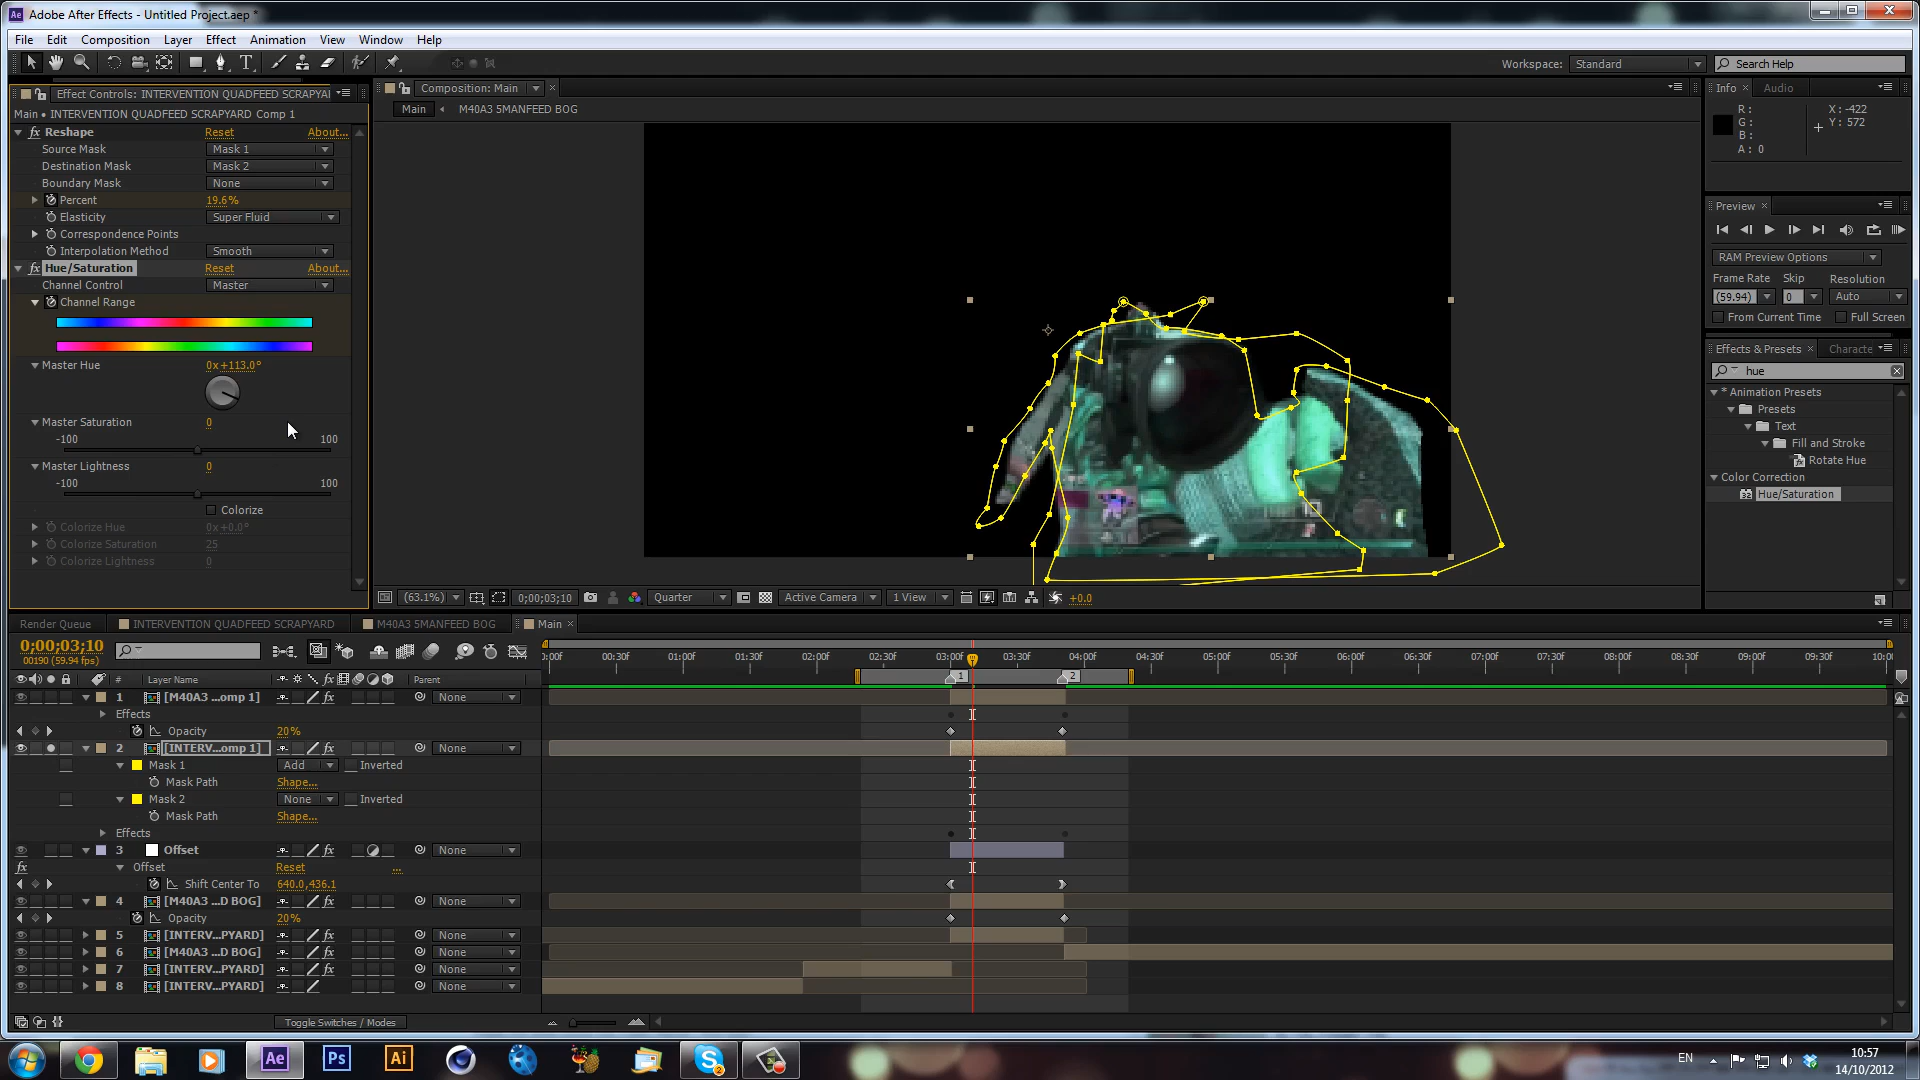 Adobe After Effects - Untitled Project.aep *
File Edit Composition Layer Effect Animation View Window Help
Workspace: Standard Search Help
Effect Controls: INTERVENTION QUADFEED SCRAPYAI
Main • INTERVENTION QUADFEED SCRAPYARD Comp 1
fx Reshape Reset About...
Source Mask Mask 1
Destination Mask Mask 2
Boundary Mask None
Percent 19.6%
Elasticity Super Fluid
Correspondence Points
Interpolation Method Smooth
fx Hue/Saturation Reset About...
Channel Control Master
Channel Range
Master Hue 0x+113.0°
Master Saturation 0
-100 100
Master Lightness 0
-100 100
Colorize
Colorize Hue 0x+0.0°
Colorize Saturation 25
Colorize Lightness 0
Composition: Main
Main M40A3 5MANFEED BOG
(63.1%) 0;00;03;10 Quarter Active Camera 1 View +0.0
Info Audio
R: X: -422
G: Y: 572
B:
A: 0
Preview
RAM Preview Options
Frame Rate Skip Resolution
(59.94) 0 Auto
From Current Time Full Screen
Effects & Presets Characte
hue
* Animation Presets
Presets
Text
Fill and Stroke
Rotate Hue
Color Correction
Hue/Saturation
Render Queue INTERVENTION QUADFEED SCRAPYARD M40A3 5MANFEED BOG Main
0;00;03;10
00190 (59.94 fps)
0:00f 00:30f 01:00f 01:30f 02:00f 02:30f 03:00f 03:30f 04:00f 04:30f 05:00f 05:30f 06:00f 06:30f 07:00f 07:30f 08:00f 08:30f 09:00f 09:30f 10:00
# Layer Name Parent
1 2
1 [M40A3 ...omp 1] None
Effects
Opacity 20%
2 [INTERV...omp 1] None
Mask 1 Add Inverted
Mask Path Shape...
Mask 2 None Inverted
Mask Path Shape...
Effects
3 Offset None
fx Offset Reset ...
Shift Center To 640.0,436.1
4 [M40A3 ...D BOG] None
Opacity 20%
5 [INTERV...PYARD] None
6 [M40A3 ...D BOG] None
7 [INTERV...PYARD] None
8 [INTERV...PYARD] None
Toggle Switches / Modes
Ae Ps Ai 2
EN 10:57
14/10/2012